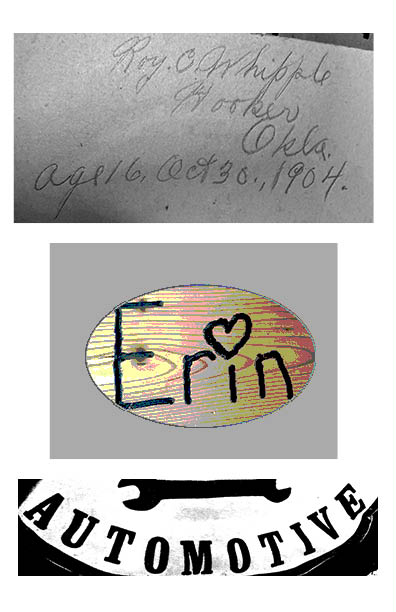 Roy. C. Whipple
Hooker
Okla.
age 16, Oct 30., 1904.
Erin
AUTOMOTIVE